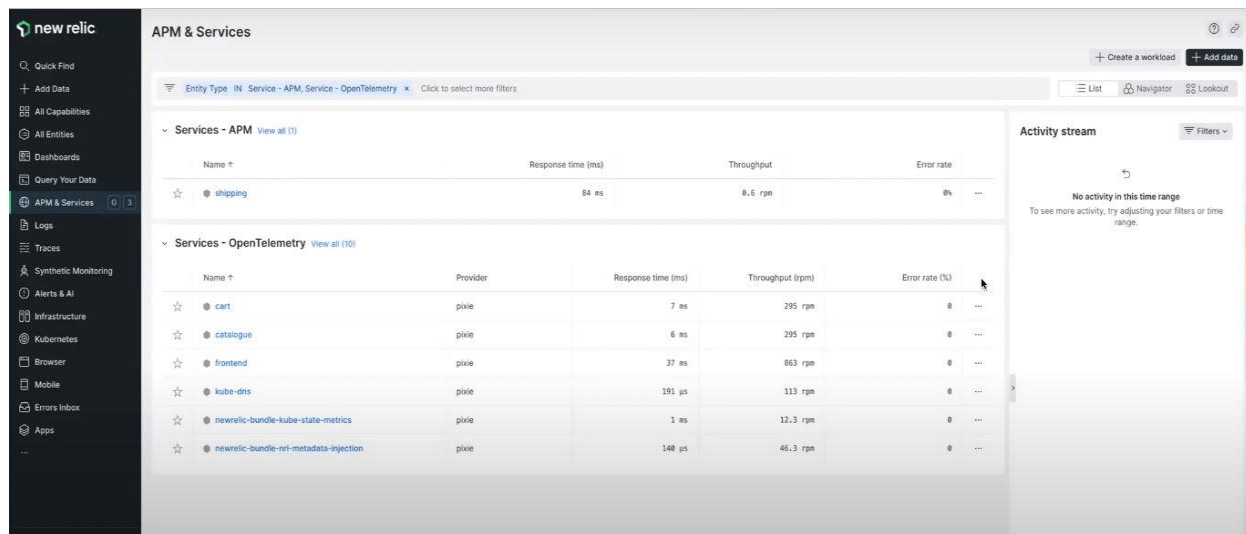 new relic
Quick Find
Add Data
All Capabilities
All Entities
Dashboards
Query Your Data
APM & Services G 3
Logs
Traces
Synthetic Monitoring
Alerts & AI
Infrastructure
Kubernetes
Browser
Mobile
Errors Inbox
Apps
...
APM & Services
+ Create a workload + Add data
Entity Type IN Service - APM, Service - OpenTelemetry × Click to select more filters
List Navigator Lookout
Services - APM View all (1)
Name ↑ Response time (ms) Throughput Error rate
shipping 84 ms 0.6 rpm 0% ...
Services - OpenTelemetry View all (10)
Name ↑ Provider Response time (ms) Throughput (rpm) Error rate (%)
cart pixie 7 ms 295 rpm 0 ...
catalogue pixie 6 ms 295 rpm 0 ...
frontend pixie 37 ms 863 rpm 0 ...
kube-dns pixie 191 µs 113 rpm 0 ...
newrelic-bundle-kube-state-metrics pixie 1 ms 12.3 rpm 0 ...
newrelic-bundle-nri-metadata-injection pixie 140 µs 46.3 rpm 0 ...
Activity stream Filters
No activity in this time range
To see more activity, try adjusting your filters or time
range.